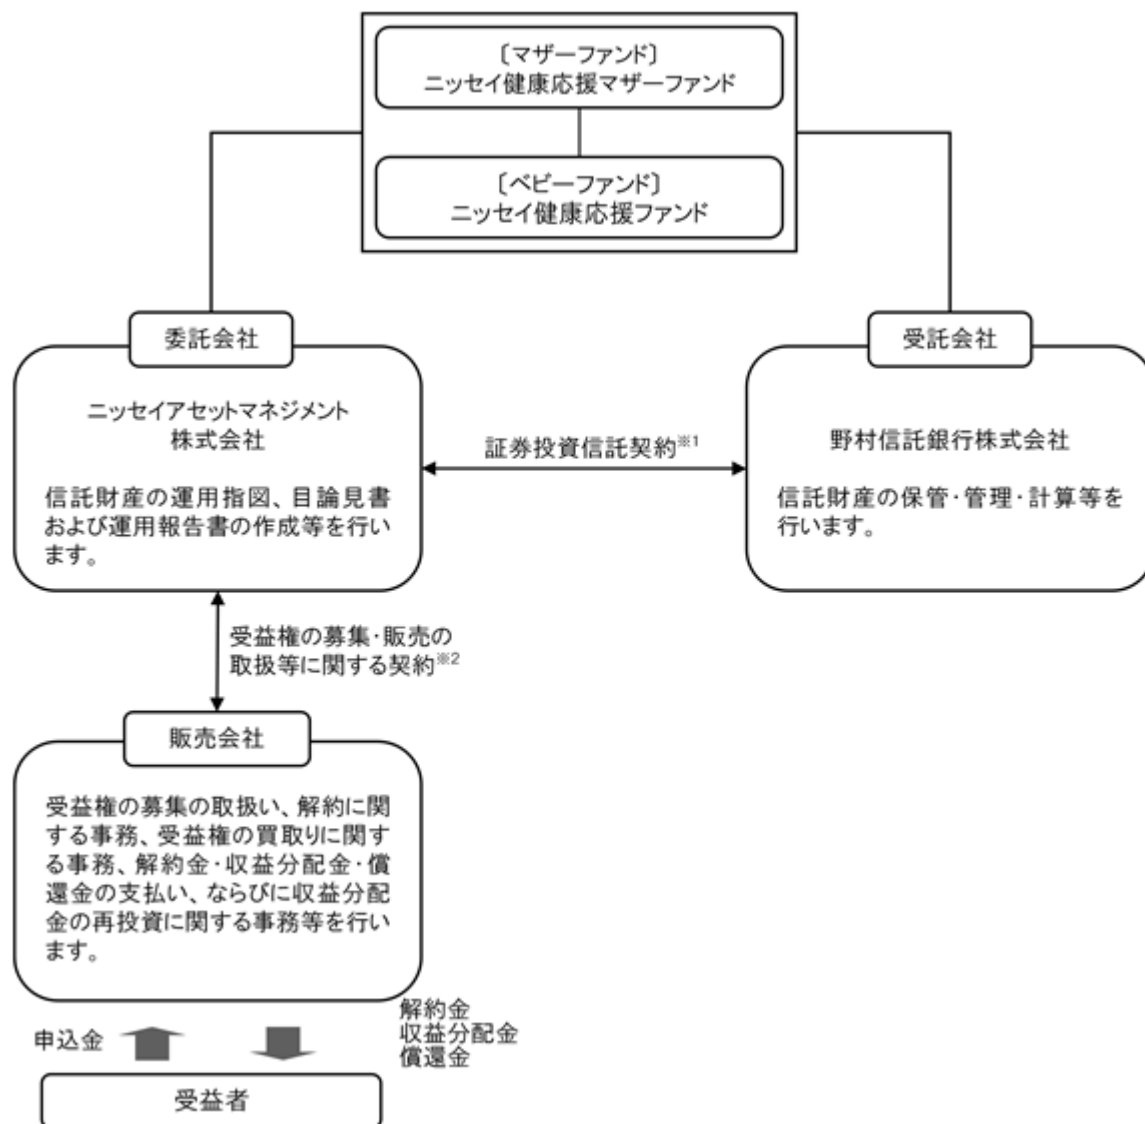 〔マザーファンド〕
ニッセイ健康応援マザーファンド
〔ベビーファンド〕
ニッセイ健康応援ファンド
委託会社
ニッセイアセットマネジメント
株式会社
信託財産の運用指図、目論見書
および運用報告書の作成等を行い
ます。
証券投資信託契約※1
受託会社
野村信託銀行株式会社
信託財産の保管・管理・計算等を
行います。
受益権の募集・販売の
取扱等に関する契約※2
販売会社
受益権の募集の取扱い、解約に関
する事務、受益権の買取りに関す
る事務、解約金・収益分配金・償
還金の支払い、ならびに収益分配
金の再投資に関する事務等を行い
ます。
申込金
解約金
収益分配金
償還金
受益者